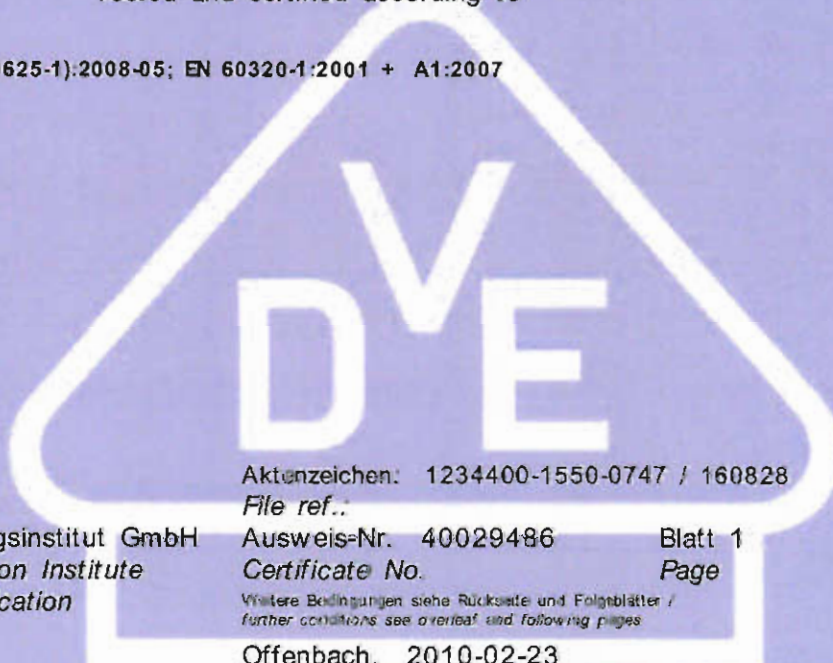 Tested and certified according to
625-1):2008-05; EN 60320-1:2001 + A1:2007
VDE
Aktenzeichen: 1234400-1550-0747 / 160828
File ref.:
gsinstitut GmbH Ausweis-Nr. 40029486 Blatt 1
on Institute Certificate No. Page
cation Weitere Bedingungen siehe Rückseite und Folgeblätter /
further conditions see overleaf and following pages
Offenbach, 2010-02-23